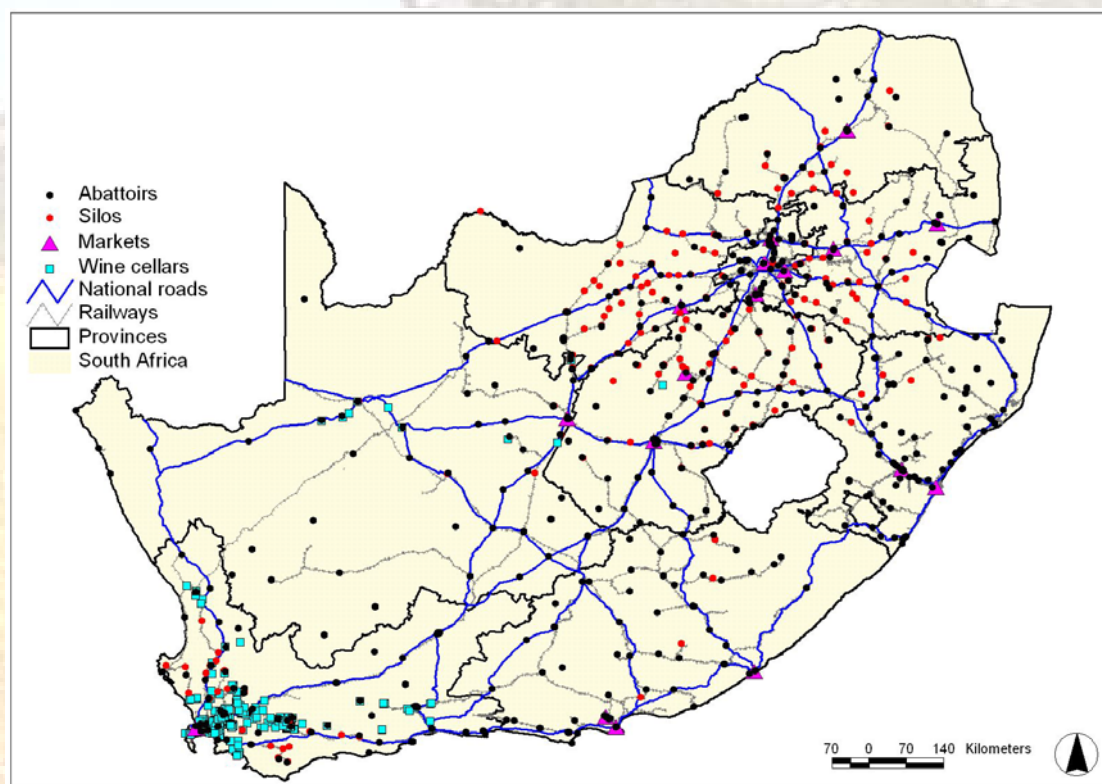 Abattoirs
Silos
Markets
Wine cellars
National roads
Railways
Provinces
South Africa
70 0 70 140 Kilometers